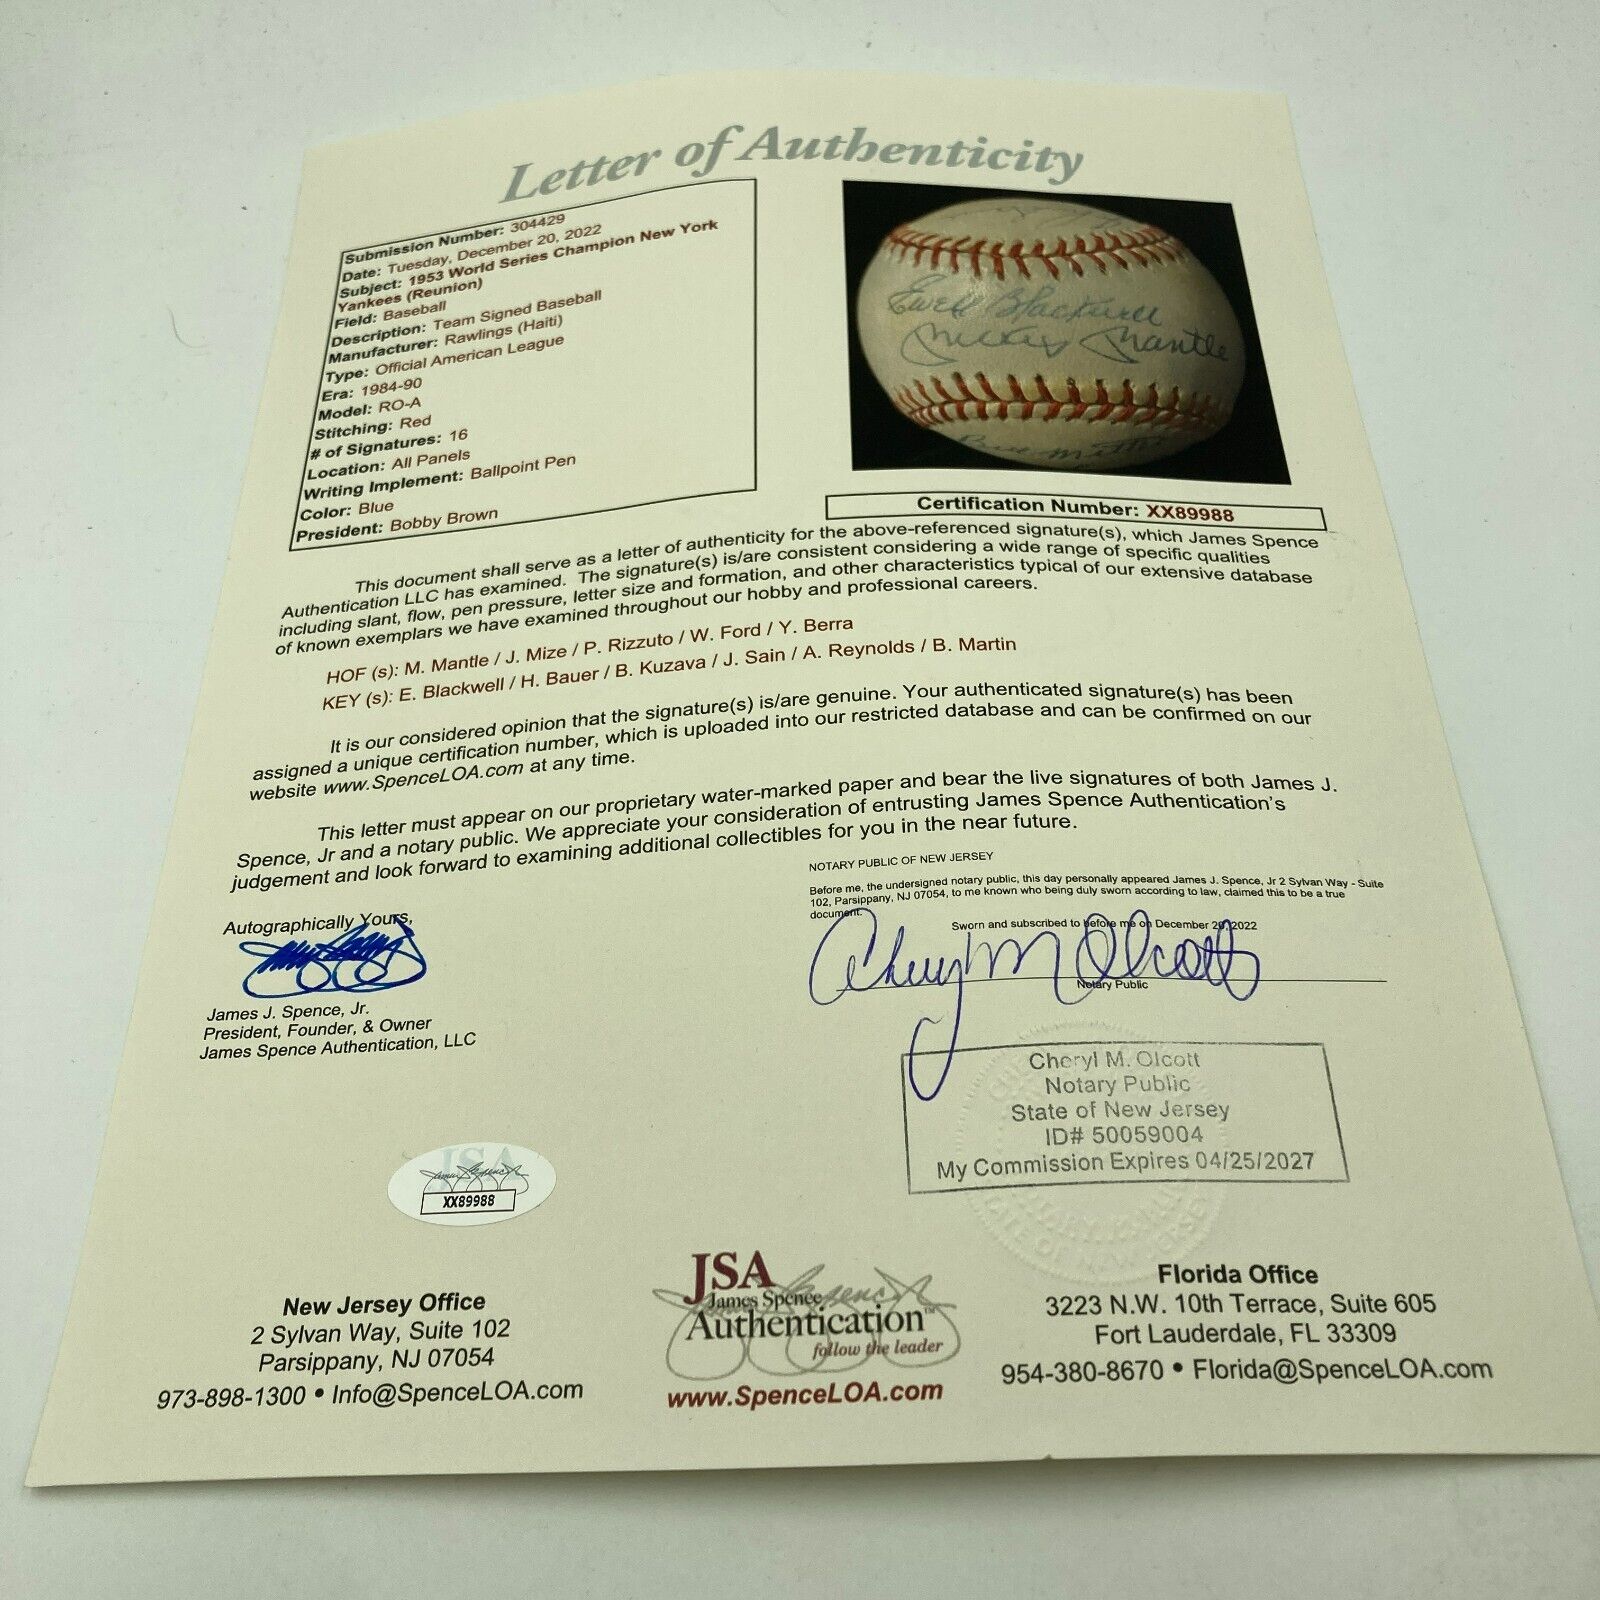 Letter of Authenticity
Submission Number: 304429
Date: Tuesday, December 20, 2022
Subject: 1953 World Series Champion New York
Yankees (Reunion)
Field: Baseball
Description: Team Signed Baseball
Manufacturer: Rawlings (Haiti)
Type: Official American League
Era: 1984-90
Model: RO-A
Stitching: Red
# of Signatures: 16
Location: All Panels
Writing Implement: Ballpoint Pen
Color: Blue
President: Bobby Brown
Ewell Blackwell
Mickey Mantle
Certification Number: XX89988
This document shall serve as a letter of authenticity for the above-referenced signature(s), which James Spence
Authentication LLC has examined. The signature(s) is/are consistent considering a wide range of specific qualities
including slant, flow, pen pressure, letter size and formation, and other characteristics typical of our extensive database
of known exemplars we have examined throughout our hobby and professional careers.
HOF (s): M. Mantle / J. Mize / P. Rizzuto / W. Ford / Y. Berra
KEY (s): E. Blackwell / H. Bauer / B. Kuzava / J. Sain / A. Reynolds / B. Martin
It is our considered opinion that the signature(s) is/are genuine. Your authenticated signature(s) has been
assigned a unique certification number, which is uploaded into our restricted database and can be confirmed on our
website www.SpenceLOA.com at any time.
This letter must appear on our proprietary water-marked paper and bear the live signatures of both James J.
Spence, Jr and a notary public. We appreciate your consideration of entrusting James Spence Authentication's
judgement and look forward to examining additional collectibles for you in the near future.
NOTARY PUBLIC OF NEW JERSEY
Before me, the undersigned notary public, this day personally appeared James J. Spence, Jr 2 Sylvan Way - Suite
102, Parsippany, NJ 07054, to me known who being duly sworn according to law, claimed this to be a true
document.
Sworn and subscribed to before me on December 20, 2022
Cheryl M Olcott
Notary Public
Autographically Yours,
James J. Spence, Jr.
President, Founder, & Owner
James Spence Authentication, LLC
Cheryl M. Olcott
Notary Public
State of New Jersey
ID# 50059004
My Commission Expires 04/25/2027
JSA
XX89988
New Jersey Office
2 Sylvan Way, Suite 102
Parsippany, NJ 07054
973-898-1300 • Info@SpenceLOA.com
JSA
James Spence
Authentication™
follow the leader
www.SpenceLOA.com
Florida Office
3223 N.W. 10th Terrace, Suite 605
Fort Lauderdale, FL 33309
954-380-8670 • Florida@SpenceLOA.com